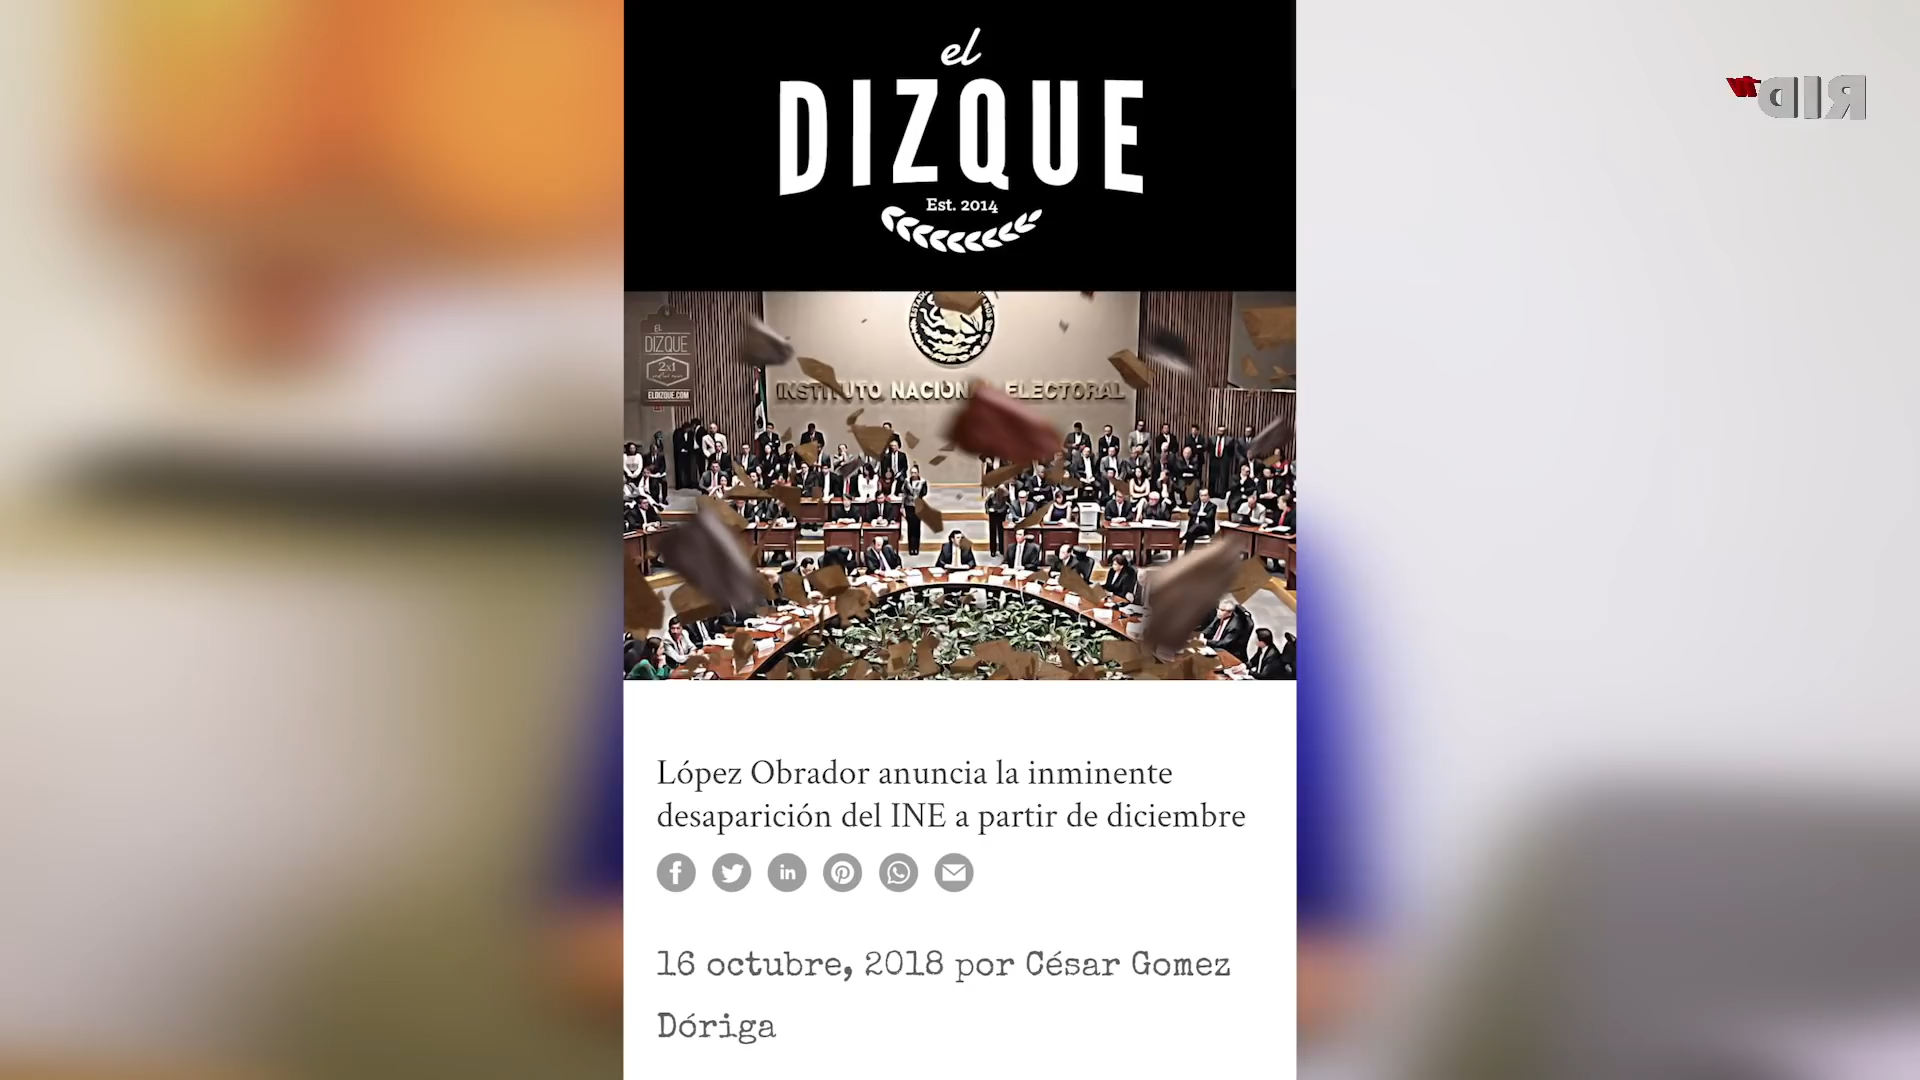 el
DIZQUE
Est. 2014
EL
DIZQUE
2x1
ELDIZQUE.COM
INSTITUTO NACIONAL ELECTORAL
López Obrador anuncia la inminente
desaparición del INE a partir de diciembre
16 octubre, 2018 por César Gomez
Dóriga
RID